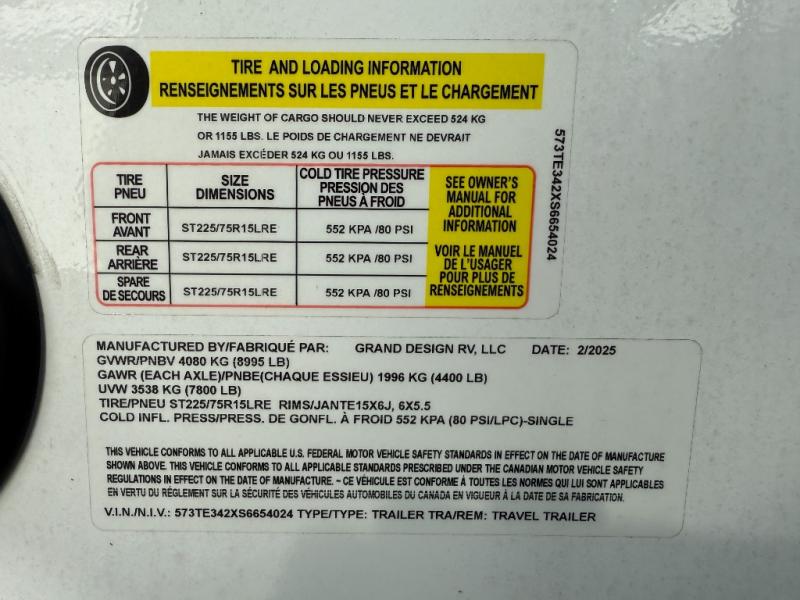 TIRE AND LOADING INFORMATION
RENSEIGNEMENTS SUR LES PNEUS ET LE CHARGEMENT
THE WEIGHT OF CARGO SHOULD NEVER EXCEED 524 KG
OR 1155 LBS. LE POIDS DE CHARGEMENT NE DEVRAIT
JAMAIS EXCÉDER 524 KG OU 1155 LBS.
TIRE
PNEU
SIZE
DIMENSIONS
COLD TIRE PRESSURE
PRESSION DES
PNEUS À FROID
FRONT
AVANT
ST225/75R15LRE
552 KPA /80 PSI
REAR
ARRIÈRE
ST225/75R15LRE
552 KPA /80 PSI
SPARE
DE SECOURS
ST225/75R15LRE
552 KPA /80 PSI
SEE OWNER'S
MANUAL FOR
ADDITIONAL
INFORMATION
VOIR LE MANUEL
DE L'USAGER
POUR PLUS DE
RENSEIGNEMENTS
573TE342XS6654024
MANUFACTURED BY/FABRIQUÉ PAR: GRAND DESIGN RV, LLC DATE: 2/2025
GVWR/PNBV 4080 KG (8995 LB)
GAWR (EACH AXLE)/PNBE(CHAQUE ESSIEU) 1996 KG (4400 LB)
UVW 3538 KG (7800 LB)
TIRE/PNEU ST225/75R15LRE RIMS/JANTE15X6J, 6X5.5
COLD INFL. PRESS/PRESS. DE GONFL. À FROID 552 KPA (80 PSI/LPC)-SINGLE
THIS VEHICLE CONFORMS TO ALL APPLICABLE U.S. FEDERAL MOTOR VEHICLE SAFETY STANDARDS IN EFFECT ON THE DATE OF MANUFACTURE
SHOWN ABOVE. THIS VEHICLE CONFORMS TO ALL APPLICABLE STANDARDS PRESCRIBED UNDER THE CANADIAN MOTOR VEHICLE SAFETY
REGULATIONS IN EFFECT ON THE DATE OF MANUFACTURE. ~ CE VÉHICULE EST CONFORME À TOUTES LES NORMES QUI LUI SONT APPLICABLES
EN VERTU DU RÈGLEMENT SUR LA SÉCURITÉ DES VÉHICULES AUTOMOBILES DU CANADA EN VIGUEUR À LA DATE DE SA FABRICATION.
V.I.N./N.I.V.: 573TE342XS6654024 TYPE/TYPE: TRAILER TRA/REM: TRAVEL TRAILER